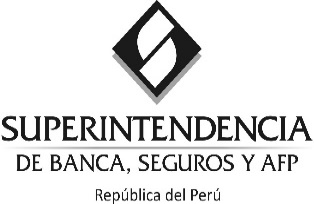 SUPERINTENDENCIA
DE BANCA, SEGUROS Y AFP
República del Perú